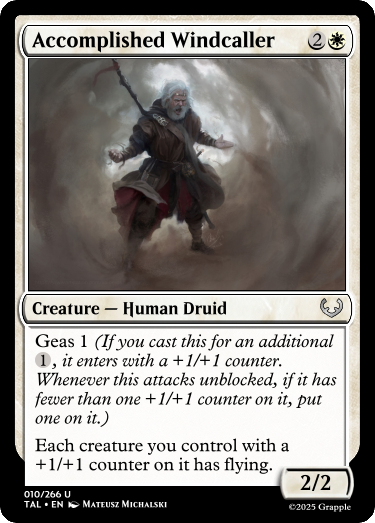 Accomplished Windcaller 2
Creature — Human Druid
Geas 1 (If you cast this for an additional
1, it enters with a +1/+1 counter.
Whenever this attacks unblocked, if it has
fewer than one +1/+1 counter on it, put
one on it.)
Each creature you control with a
+1/+1 counter on it has flying.
2/2
010/266 U
TAL • EN Mateusz Michalski
©2025 Grapple